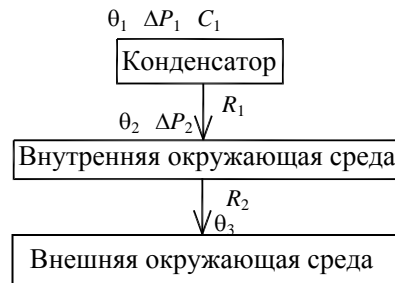 θ₁ ΔP₁ C₁
Конденсатор
R₁
θ₂ ΔP₂
Внутренняя окружающая среда
R₂
θ₃
Внешняя окружающая среда